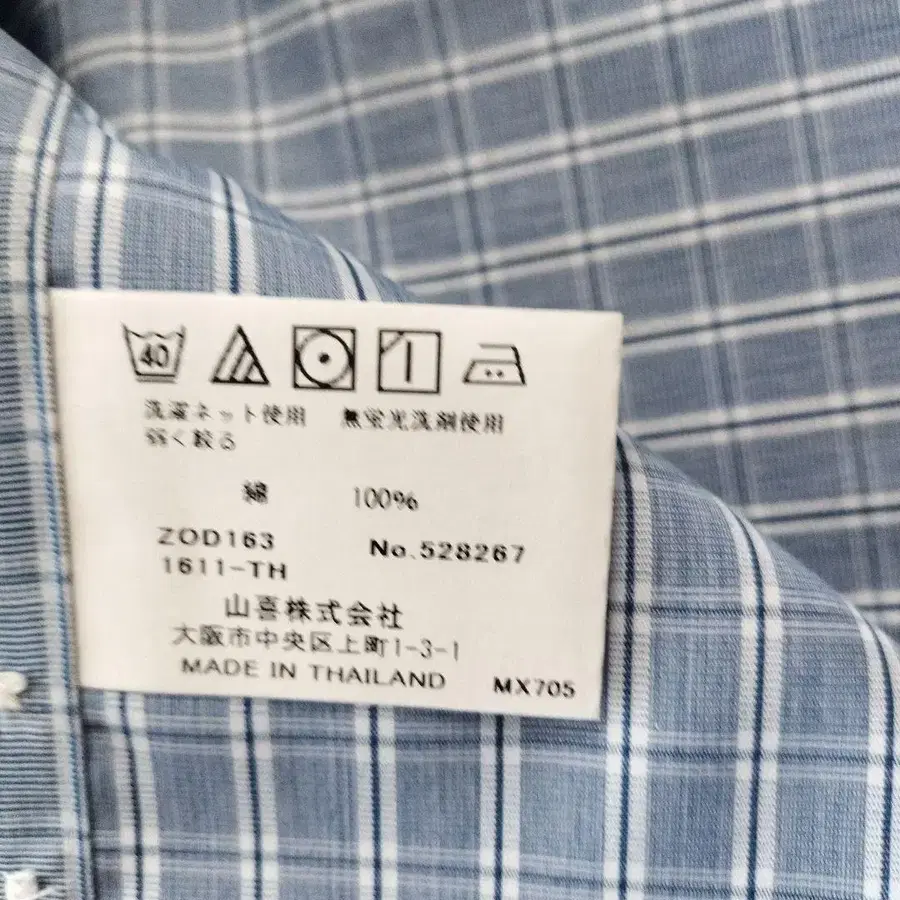 40
洗濯ネット使用 無蛍光洗剤使用
弱く絞る
綿 100%
ZOD163 No.528267
1611-TH
山喜株式会社
大阪市中央区上町1-3-1
MADE IN THAILAND MX705